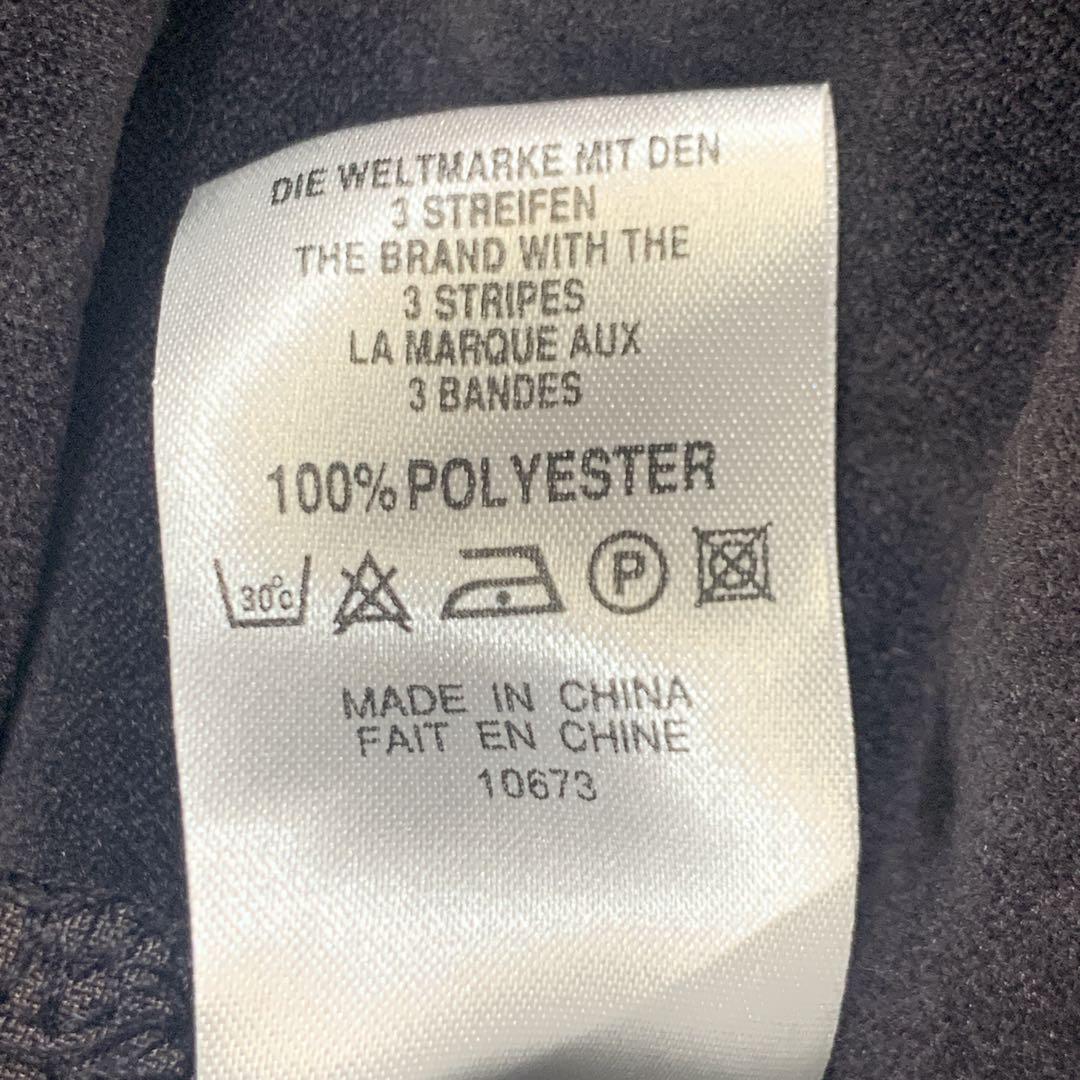 DIE WELTMARKE MIT DEN
3 STREIFEN
THE BRAND WITH THE
3 STRIPES
LA MARQUE AUX
3 BANDES
100% POLYESTER
30°C P
MADE IN CHINA
FAIT EN CHINE
10673